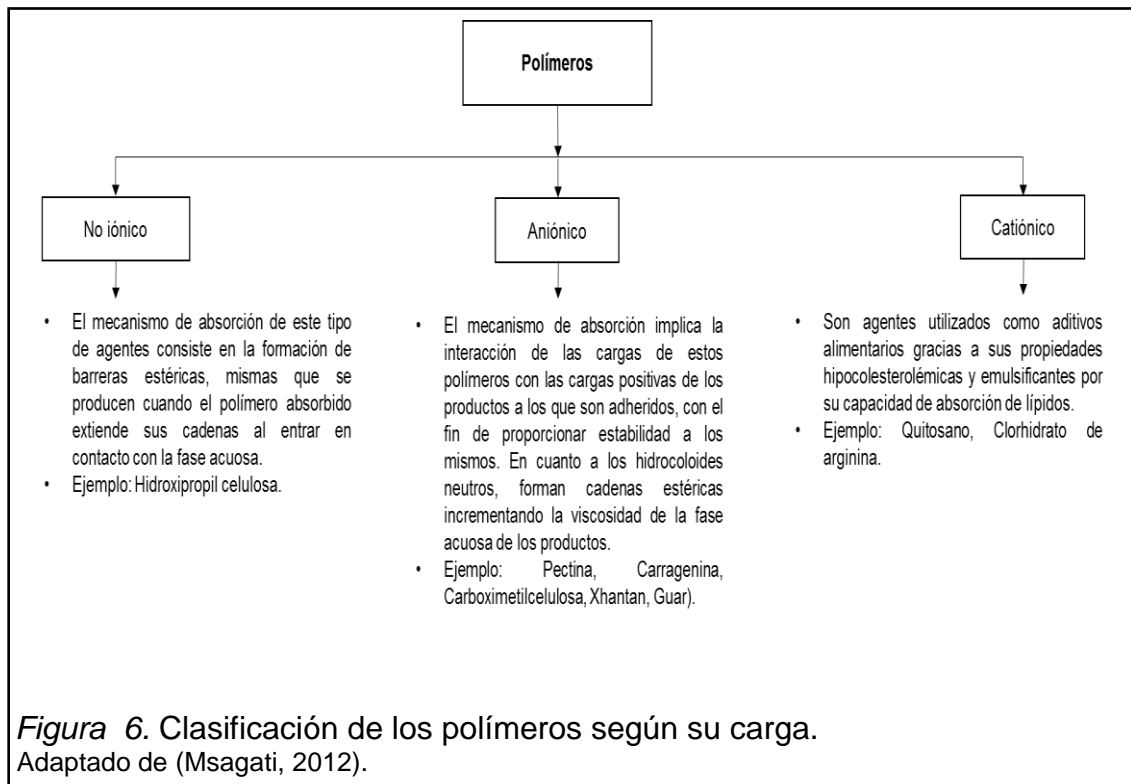 Polímeros
No iónico
Aniónico
Catiónico
• El mecanismo de absorción de este tipo
de agentes consiste en la formación de
barreras estéricas, mismas que se
producen cuando el polímero absorbido
extiende sus cadenas al entrar en
contacto con la fase acuosa.
• Ejemplo: Hidroxipropil celulosa.
• El mecanismo de absorción implica la
interacción de las cargas de estos
polímeros con las cargas positivas de los
productos a los que son adheridos, con el
fin de proporcionar estabilidad a los
mismos. En cuanto a los hidrocoloides
neutros, forman cadenas estéricas
incrementando la viscosidad de la fase
acuosa de los productos.
• Ejemplo: Pectina, Carragenina,
Carboximetilcelulosa, Xhantan, Guar).
• Son agentes utilizados como aditivos
alimentarios gracias a sus propiedades
hipocolesterolémicas y emulsificantes por
su capacidad de absorción de lípidos.
• Ejemplo: Quitosano, Clorhidrato de
arginina.
Figura 6. Clasificación de los polímeros según su carga.
Adaptado de (Msagati, 2012).